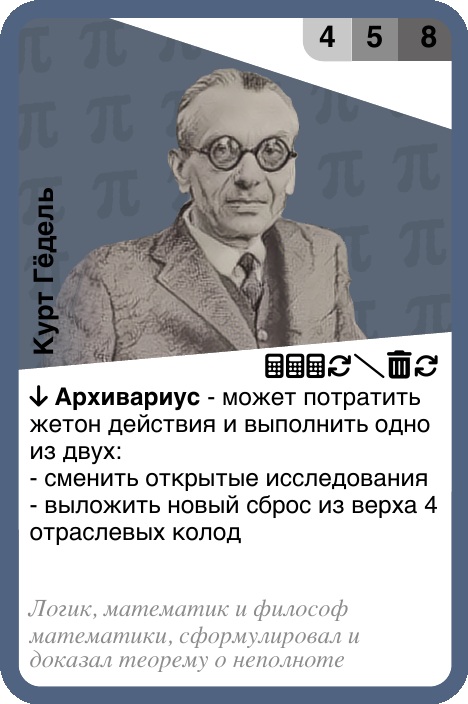 4 5 8
Курт Гёдель
↓ Архивариус - может потратить
жетон действия и выполнить одно
из двух:
- сменить открытые исследования
- выложить новый сброс из верха 4
отраслевых колод
Логик, математик и философ
математики, сформулировал и
доказал теорему о неполноте